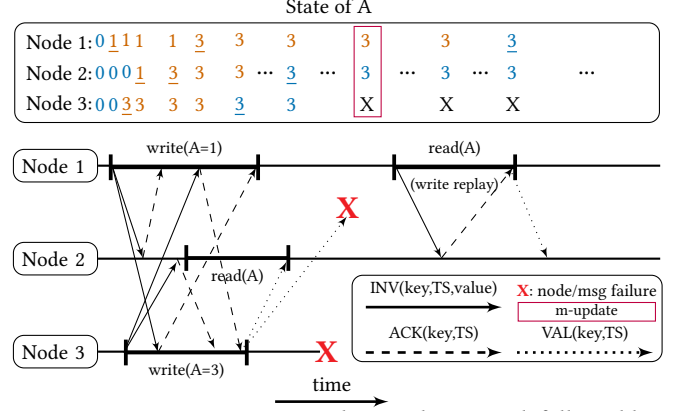 State of A
Node 1: 0 1 1 1 1 3 3 3 3 3 3
Node 2: 0 0 0 1 3 3 3 ... 3 ... 3 ... 3 ... 3 ...
Node 3: 0 0 3 3 3 3 3 3 X X X
write(A=1)
read(A)
Node 1
(write replay)
X
Node 2
read(A)
INV(key,TS,value)
X: node/msg failure
m-update
ACK(key,TS)
VAL(key,TS)
Node 3
X
write(A=3)
time